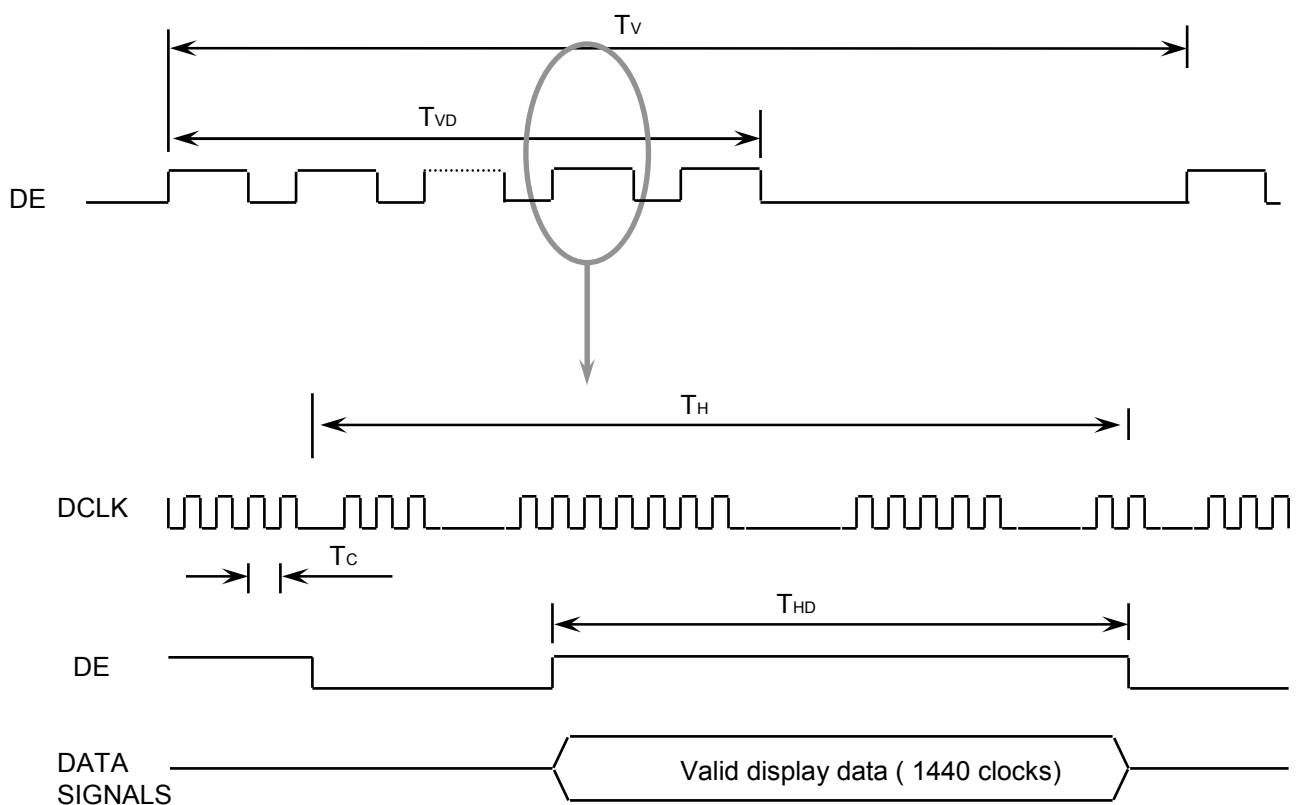 TV
TVD
DE
TH
DCLK
TC
THD
DE
DATA
SIGNALS
Valid display data ( 1440 clocks)